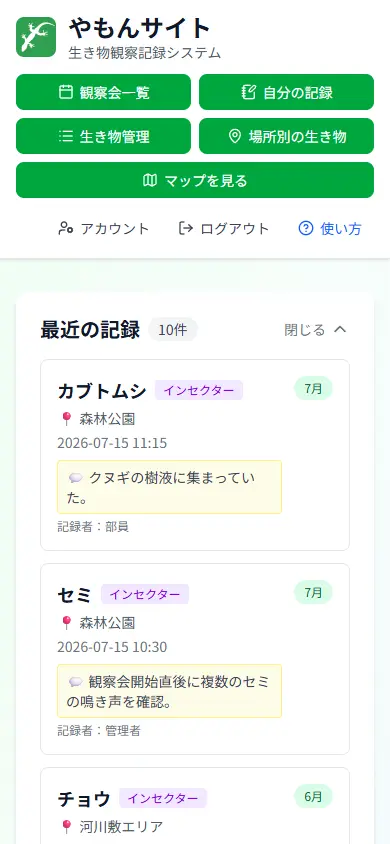 やもんサイト
生き物観察記録システム
観察会一覧
自分の記録
生き物管理
場所別の生き物
マップを見る
アカウント
ログアウト
使い方
最近の記録
10件
閉じる
カブトムシ
インセクター
7月
森林公園
2026-07-15 11:15
クヌギの樹液に集まってい
た。
記録者：部員
セミ
インセクター
7月
森林公園
2026-07-15 10:30
観察会開始直後に複数のセミ
の鳴き声を確認。
記録者：管理者
チョウ
インセクター
6月
河川敷エリア